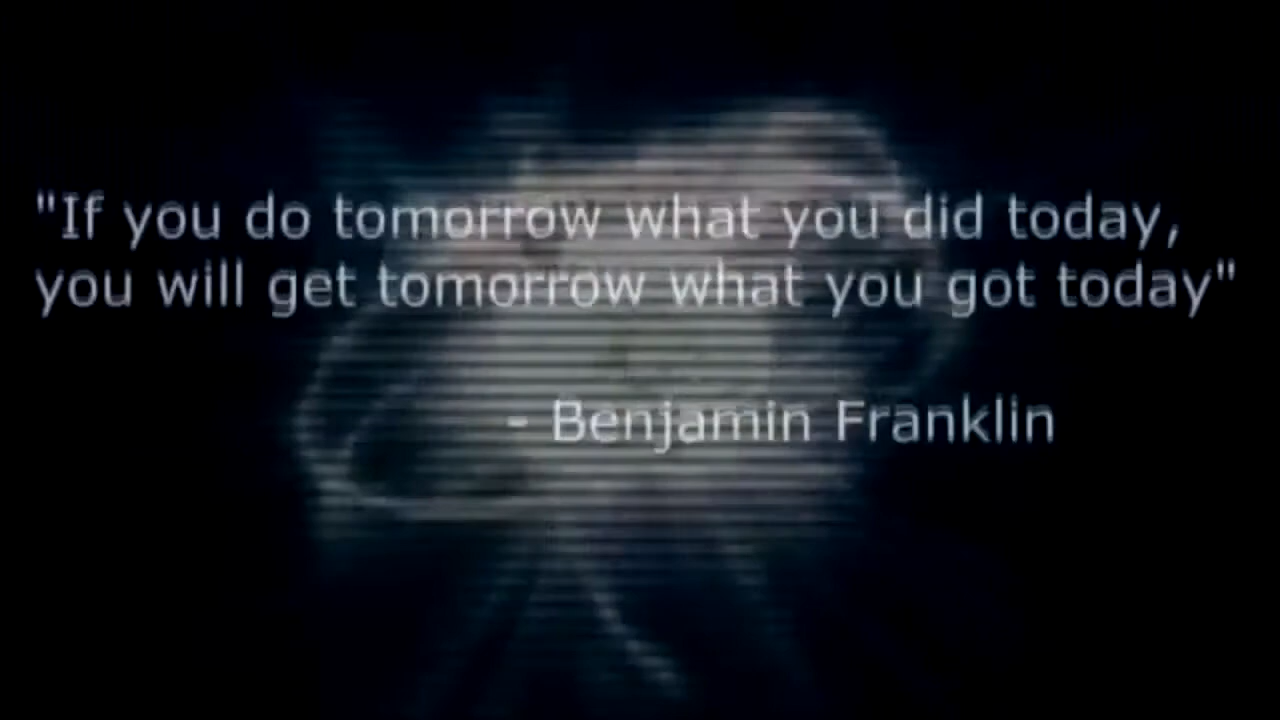 "If you do tomorrow what you did today,
you will get tomorrow what you got today"
- Benjamin Franklin